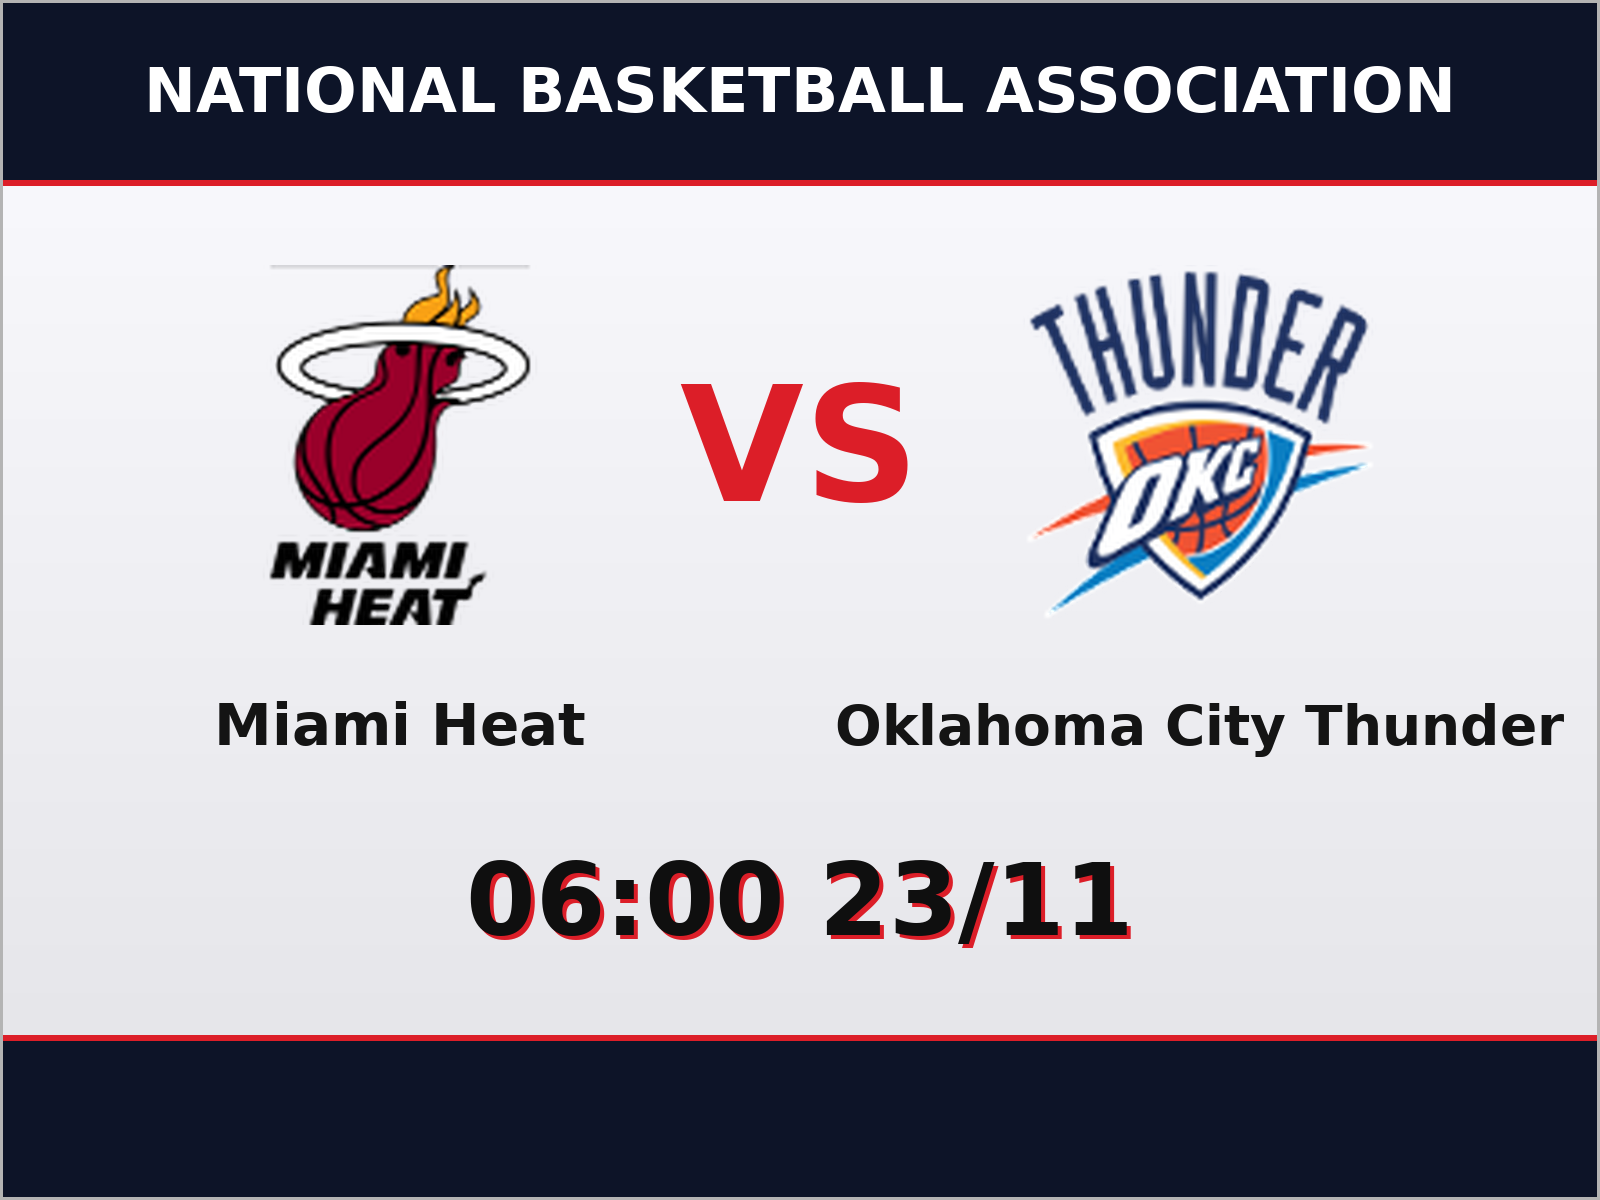 NATIONAL BASKETBALL ASSOCIATION
THUNDER
OKC
VS
MIAMI
HEAT
Miami Heat
Oklahoma City Thunder
06:00 23/11